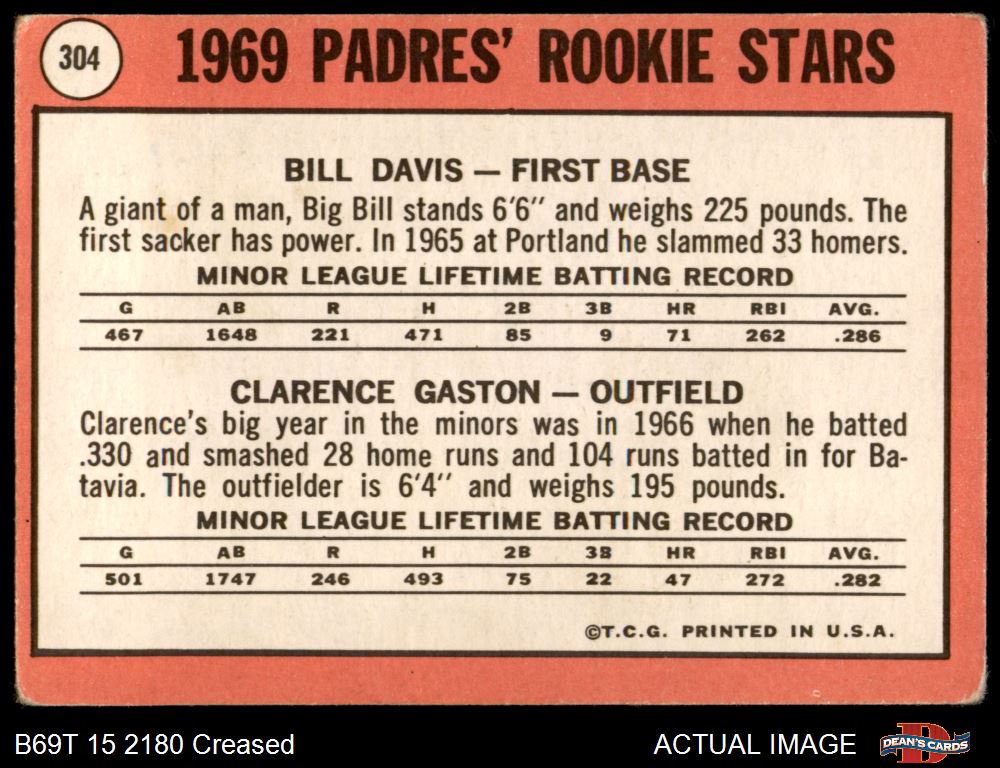 304
1969 PADRES' ROOKIE STARS
BILL DAVIS — FIRST BASE
A giant of a man, Big Bill stands 6'6'' and weighs 225 pounds. The
first sacker has power. In 1965 at Portland he slammed 33 homers.
MINOR LEAGUE LIFETIME BATTING RECORD
G AB R H 2B 3B HR RBI AVG.
467 1648 221 471 85 9 71 262 .286
CLARENCE GASTON — OUTFIELD
Clarence's big year in the minors was in 1966 when he batted
.330 and smashed 28 home runs and 104 runs batted in for Ba-
tavia. The outfielder is 6'4'' and weighs 195 pounds.
MINOR LEAGUE LIFETIME BATTING RECORD
G AB R H 2B 3B HR RBI AVG.
501 1747 246 493 75 22 47 272 .282
©T.C.G. PRINTED IN U.S.A.
B69T 15 2180 Creased
ACTUAL IMAGE
DEAN'S CARDS